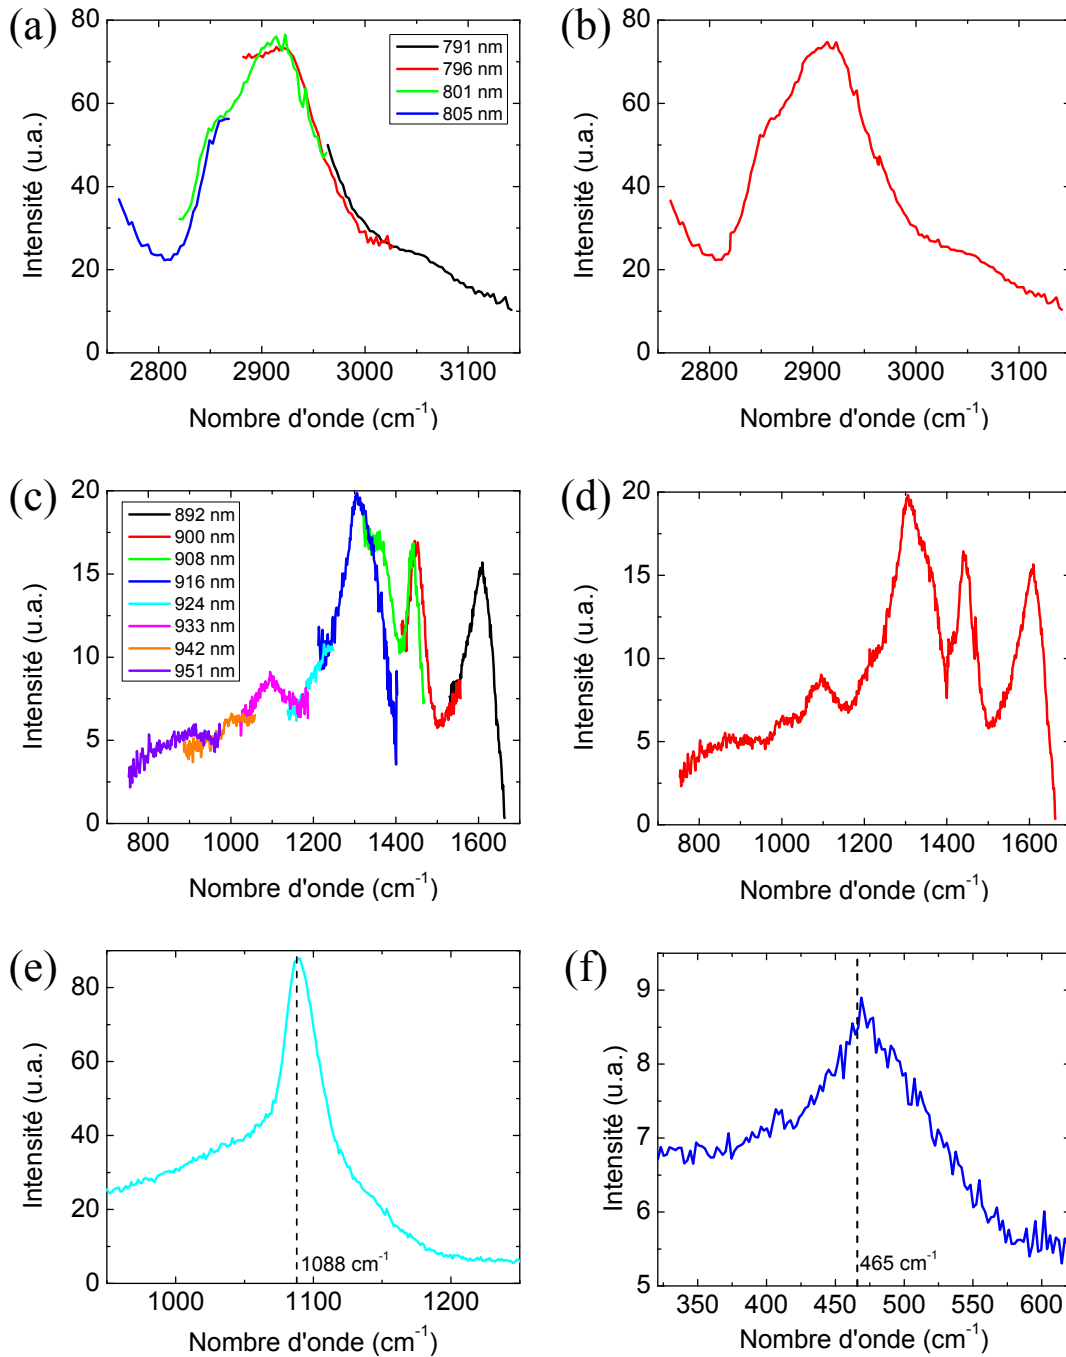 (a)
80
60
40
20
0
Intensité (u.a.)
791 nm
796 nm
801 nm
805 nm
2800 2900 3000 3100
Nombre d'onde (cm⁻¹)
(b)
80
60
40
20
0
Intensité (u.a.)
2800 2900 3000 3100
Nombre d'onde (cm⁻¹)
(c)
20
15
10
5
0
Intensité (u.a.)
892 nm
900 nm
908 nm
916 nm
924 nm
933 nm
942 nm
951 nm
800 1000 1200 1400 1600
Nombre d'onde (cm⁻¹)
(d)
20
15
10
5
0
Intensité (u.a.)
800 1000 1200 1400 1600
Nombre d'onde (cm⁻¹)
(e)
80
60
40
20
0
Intensité (u.a.)
1088 cm⁻¹
1000 1100 1200
Nombre d'onde (cm⁻¹)
(f)
9
8
7
6
5
Intensité (u.a.)
465 cm⁻¹
350 400 450 500 550 600
Nombre d'onde (cm⁻¹)